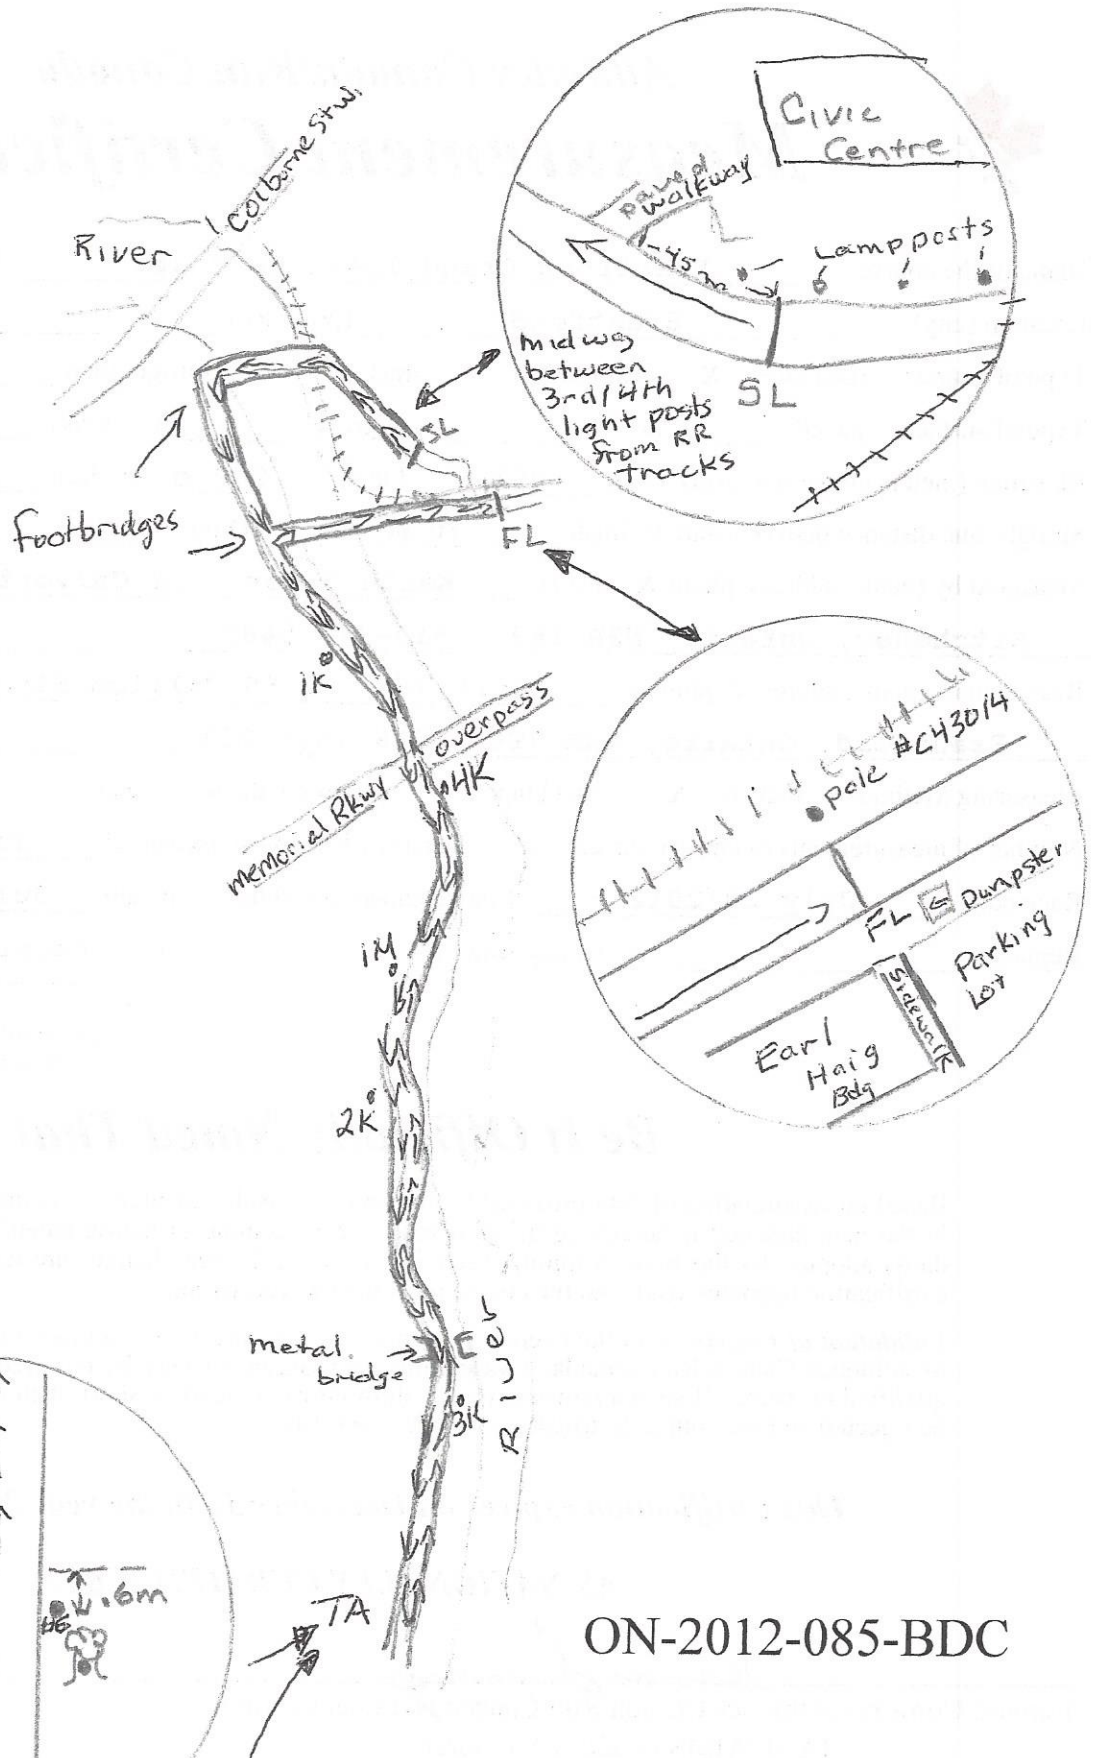 Colborne St W.
River
Civic
Centre
paved
walkway
-45m→
Lampposts
midway
between
3rd/4th
light posts
from RR
tracks
SL
SL
FL
Footbridges
1K
overpass
Memorial Pkwy
4K
Pole #C43014
FL
Dumpster
Parking
Lot
Sidewalk
Earl
Haig
Bdg
1M
2K
metal
bridge
River
3K
.6m
#6
TA
ON-2012-085-BDC